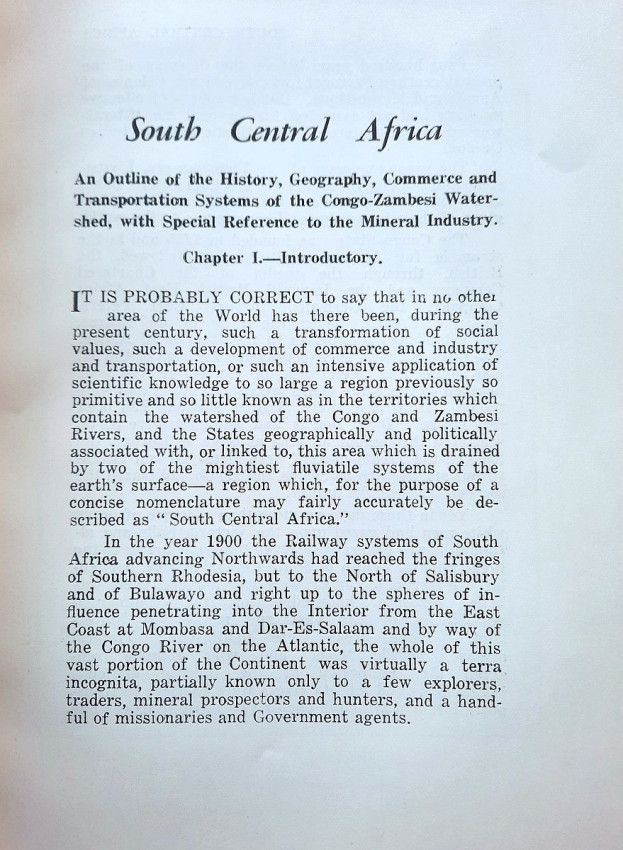 South Central Africa
An Outline of the History, Geography, Commerce and
Transportation Systems of the Congo-Zambesi Water-
shed, with Special Reference to the Mineral Industry.
Chapter I.—Introductory.
IT IS PROBABLY CORRECT to say that in no other
area of the World has there been, during the
present century, such a transformation of social
values, such a development of commerce and industry
and transportation, or such an intensive application of
scientific knowledge to so large a region previously so
primitive and so little known as in the territories which
contain the watershed of the Congo and Zambesi
Rivers, and the States geographically and politically
associated with, or linked to, this area which is drained
by two of the mightiest fluviatile systems of the
earth's surface—a region which, for the purpose of a
concise nomenclature may fairly accurately be de-
scribed as "South Central Africa."
In the year 1900 the Railway systems of South
Africa advancing Northwards had reached the fringes
of Southern Rhodesia, but to the North of Salisbury
and of Bulawayo and right up to the spheres of in-
fluence penetrating into the Interior from the East
Coast at Mombasa and Dar-Es-Salaam and by way of
the Congo River on the Atlantic, the whole of this
vast portion of the Continent was virtually a terra
incognita, partially known only to a few explorers,
traders, mineral prospectors and hunters, and a hand-
ful of missionaries and Government agents.